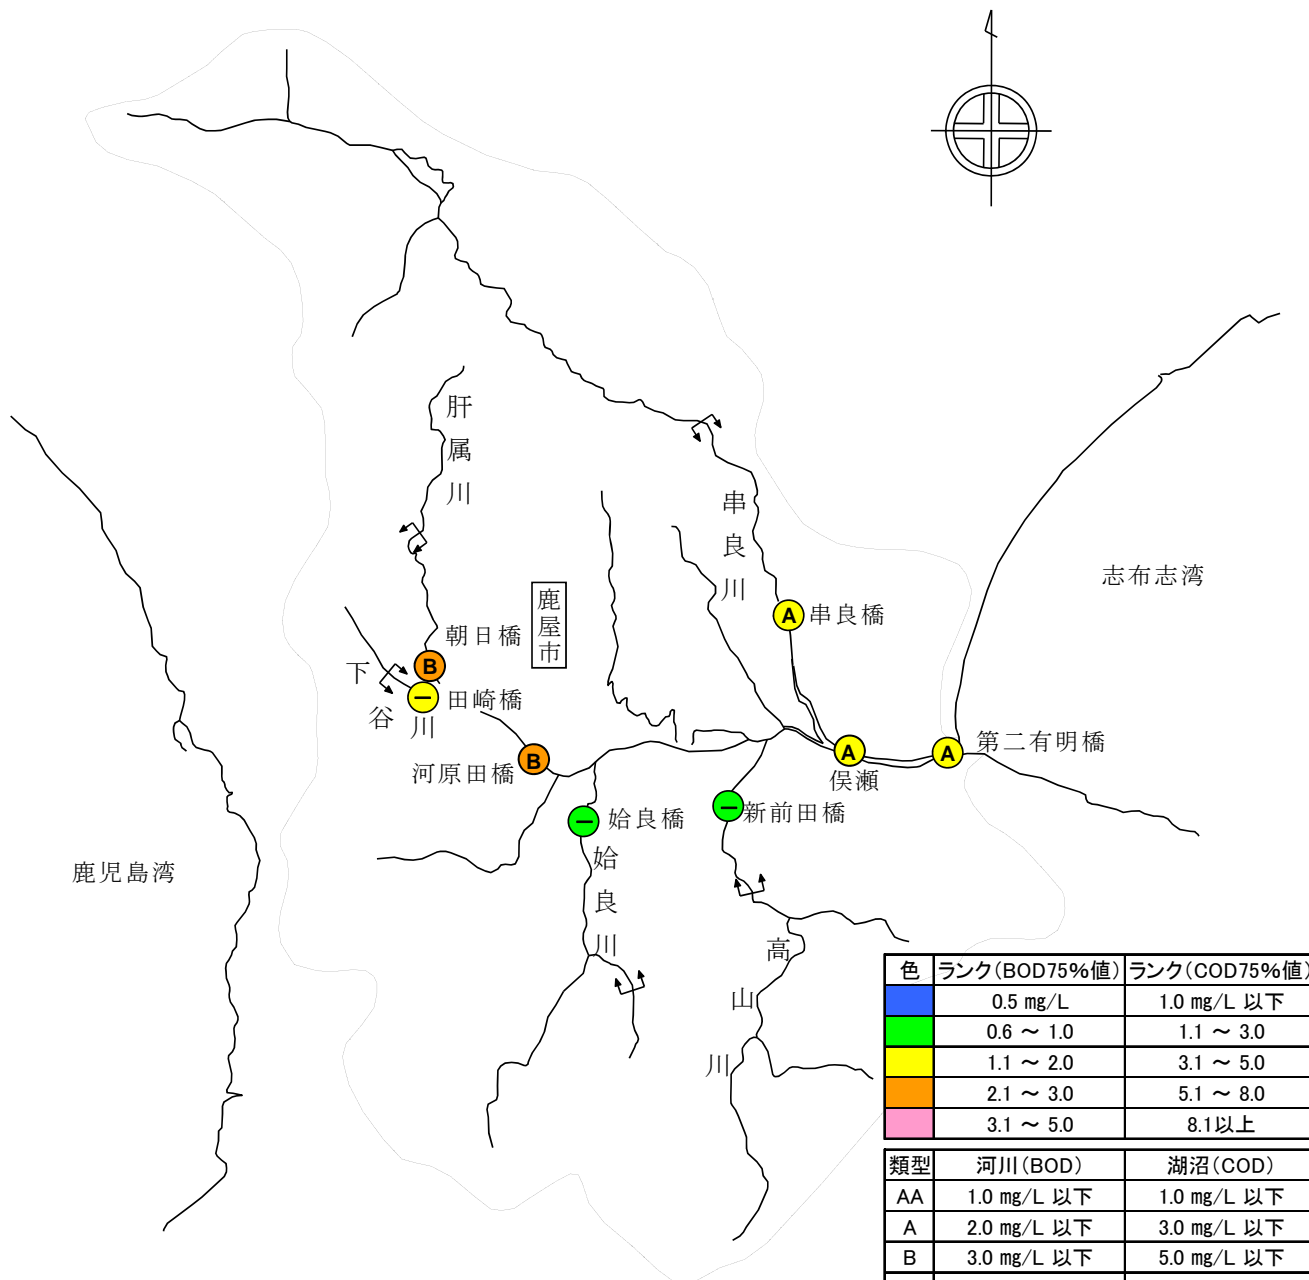 肝属川
串良川
志布志湾
鹿屋市
A 串良橋
朝日橋
B
下谷川
一 田崎橋
第二有明橋
A
A
俣瀬
B
河原田橋
一 姶良橋
一 新前田橋
鹿児島湾
姶良川
高山川
色 ランク(BOD75%値) ランク(COD75%値)
0.5 mg/L 1.0 mg/L 以下
0.6 ～ 1.0 1.1 ～ 3.0
1.1 ～ 2.0 3.1 ～ 5.0
2.1 ～ 3.0 5.1 ～ 8.0
3.1 ～ 5.0 8.1以上
類型 河川(BOD) 湖沼(COD)
AA 1.0 mg/L 以下 1.0 mg/L 以下
A 2.0 mg/L 以下 3.0 mg/L 以下
B 3.0 mg/L 以下 5.0 mg/L 以下